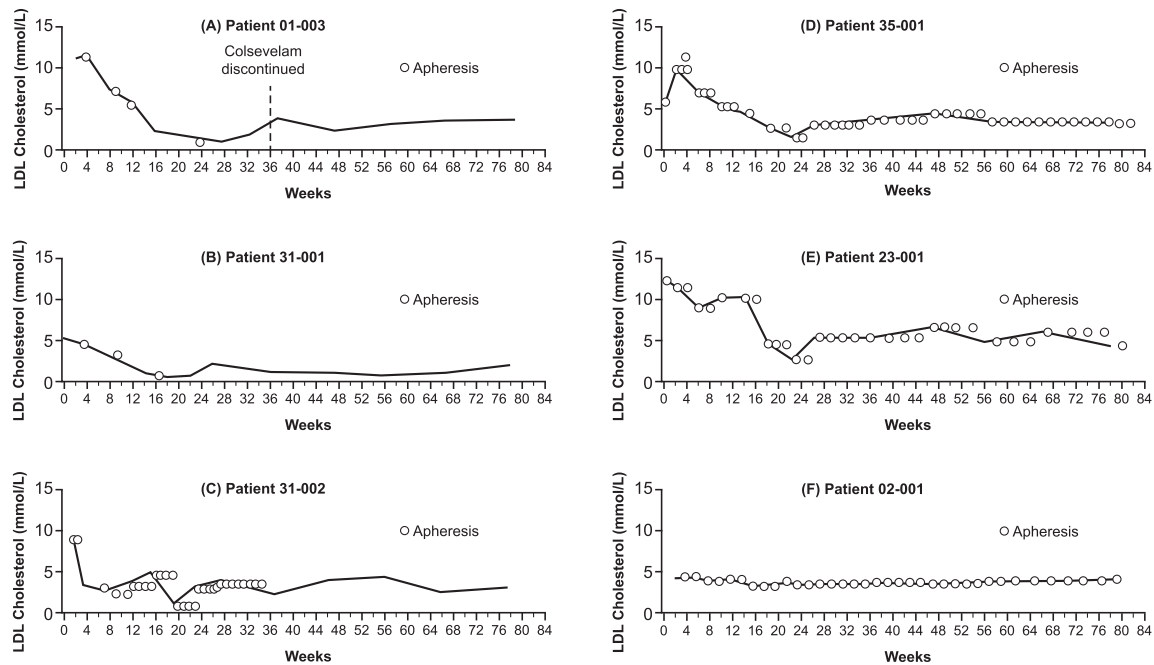 (A) Patient 01-003
LDL Cholesterol (mmol/L)
15
10
5
0
Colsevelam
discontinued
Apheresis
0 4 8 12 16 20 24 28 32 36 40 44 48 52 56 60 64 68 72 76 80 84
Weeks
(B) Patient 31-001
LDL Cholesterol (mmol/L)
15
10
5
0
Apheresis
0 4 8 12 16 20 24 28 32 36 40 44 48 52 56 60 64 68 72 76 80 84
Weeks
(C) Patient 31-002
LDL Cholesterol (mmol/L)
15
10
5
0
Apheresis
0 4 8 12 16 20 24 28 32 36 40 44 48 52 56 60 64 68 72 76 80 84
Weeks
(D) Patient 35-001
LDL Cholesterol (mmol/L)
15
10
5
0
Apheresis
0 4 8 12 16 20 24 28 32 36 40 44 48 52 56 60 64 68 72 76 80 84
Weeks
(E) Patient 23-001
LDL Cholesterol (mmol/L)
15
10
5
0
Apheresis
0 4 8 12 16 20 24 28 32 36 40 44 48 52 56 60 64 68 72 76 80 84
Weeks
(F) Patient 02-001
LDL Cholesterol (mmol/L)
15
10
5
0
Apheresis
0 4 8 12 16 20 24 28 32 36 40 44 48 52 56 60 64 68 72 76 80 84
Weeks